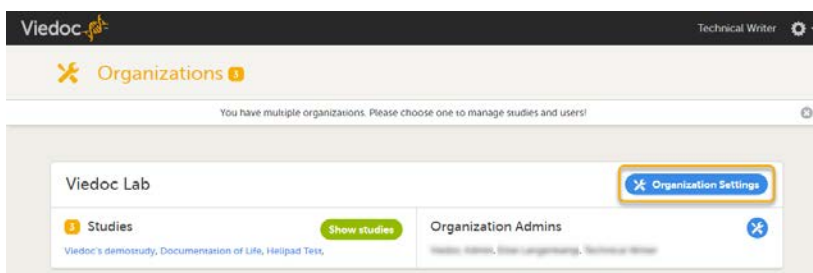 Viedoc
Technical Writer
Organizations 3
You have multiple organizations. Please choose one to manage studies and users!
Viedoc Lab
Organization Settings
3 Studies
Show studies
Organization Admins
Viedoc's demostudy, Documentation of Life, Helipad Test,